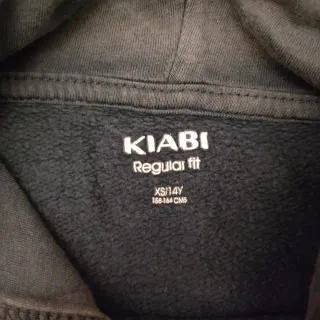 KIABI
Regular fit
XS/14Y
158-164 CMS